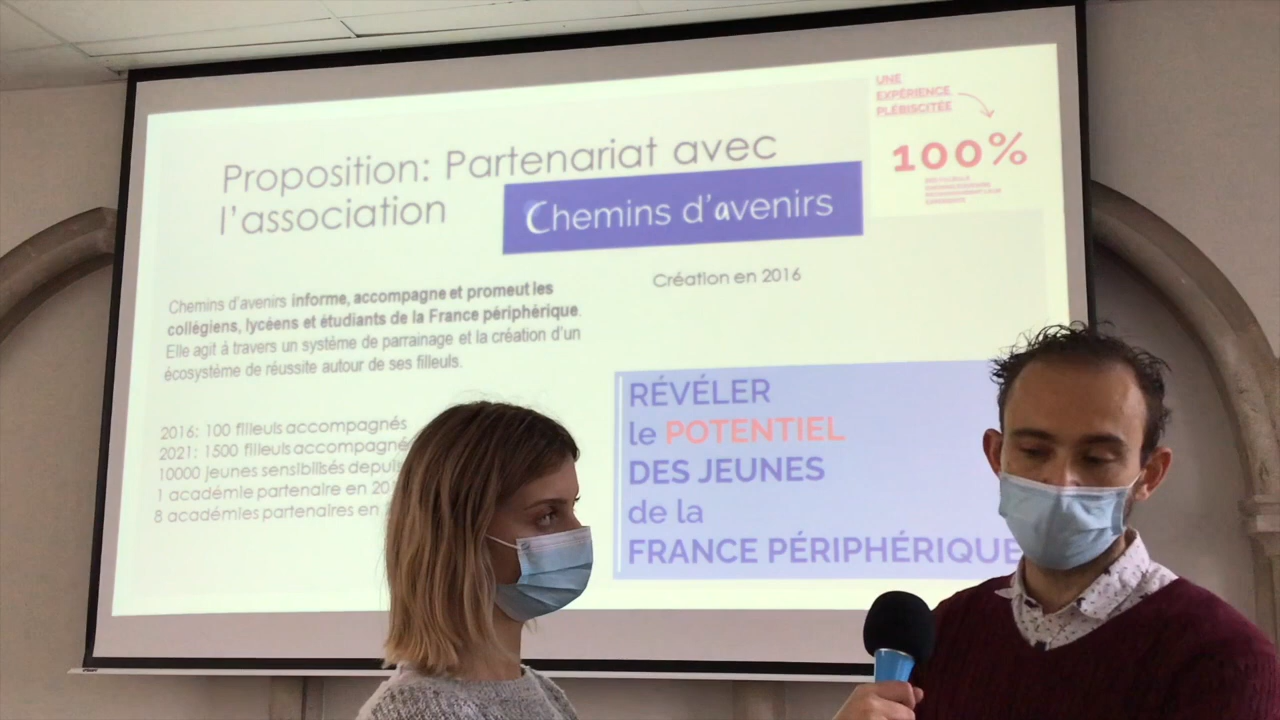 UNE
EXPÉRIENCE
PLÉBISCITÉE
100%
Proposition: Partenariat avec
l'association
Chemins d'avenirs
Création en 2016
Chemins d'avenirs informe, accompagne et promeut les
collégiens, lycéens et étudiants de la France périphérique.
Elle agit à travers un système de parrainage et la création d'un
écosystème de réussite autour de ses filleuls.
2016: 100 filleuls accompagnés
2021: 1500 filleuls accompagné
10000 jeunes sensibilisés depuis
1 académie partenaire en 20
8 académies partenaires en
RÉVÉLER
le POTENTIEL
DES JEUNES
de la
FRANCE PÉRIPHÉRIQUE